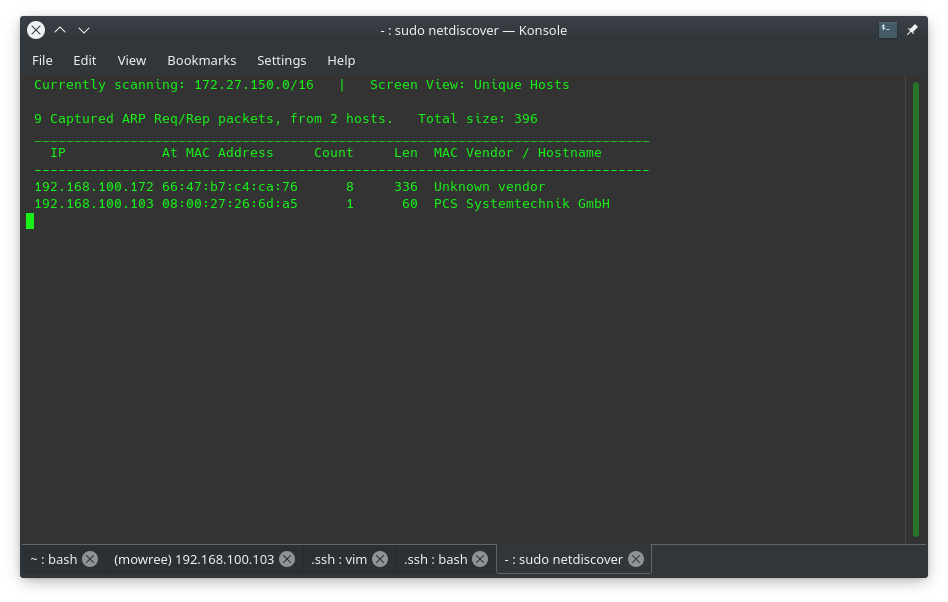 - : sudo netdiscover — Konsole
File Edit View Bookmarks Settings Help
Currently scanning: 172.27.150.0/16 | Screen View: Unique Hosts
9 Captured ARP Req/Rep packets, from 2 hosts. Total size: 396
_____________________________________________________________________________
IP At MAC Address Count Len MAC Vendor / Hostname
-----------------------------------------------------------------------------
192.168.100.172 66:47:b7:c4:ca:76 8 336 Unknown vendor
192.168.100.103 08:00:27:26:6d:a5 1 60 PCS Systemtechnik GmbH
~ : bash (mowree) 192.168.100.103 .ssh : vim .ssh : bash - : sudo netdiscover